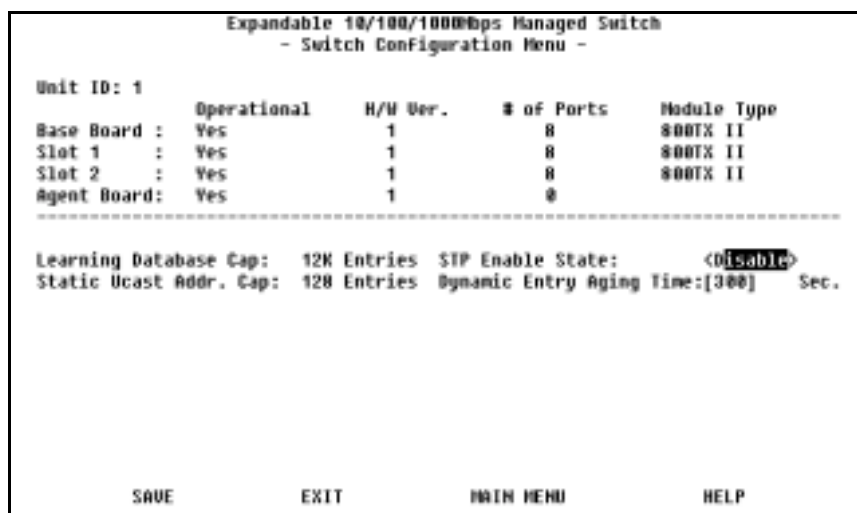 Expandable 10/100/1000Mbps Managed Switch
- Switch Configuration Menu -
Unit ID: 1
Operational H/W Ver. # of Ports Module Type
Base Board : Yes 1 8 800TX II
Slot 1 : Yes 1 8 800TX II
Slot 2 : Yes 1 8 800TX II
Agent Board: Yes 1 0
--------------------------------------------------------------------------------
Learning Database Cap: 12K Entries STP Enable State: <Disable>
Static Ucast Addr. Cap: 128 Entries Dynamic Entry Aging Time:[300] Sec.
SAVE EXIT MAIN MENU HELP